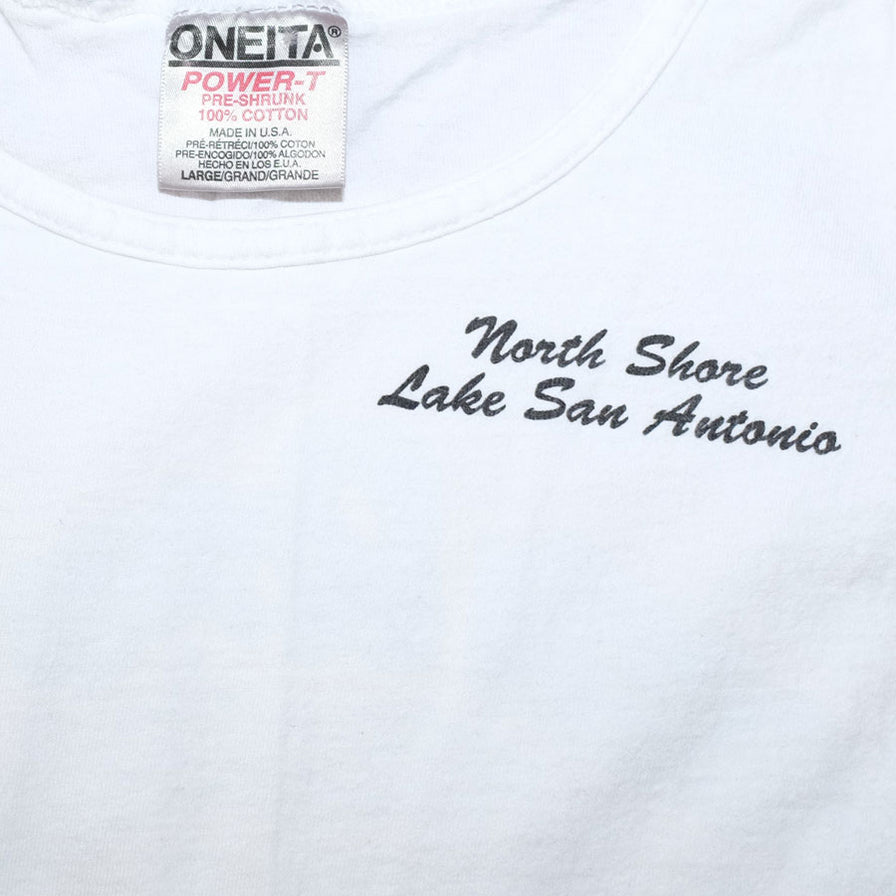 ONEITA®
POWER-T
PRE-SHRUNK
100% COTTON
MADE IN U.S.A.
PRÉ-RÉTRÉCI/100% COTON
PRE-ENCOGIDO/100% ALGODON
HECHO EN LOS E.U.A.
LARGE/GRAND/GRANDE
North Shore
Lake San Antonio